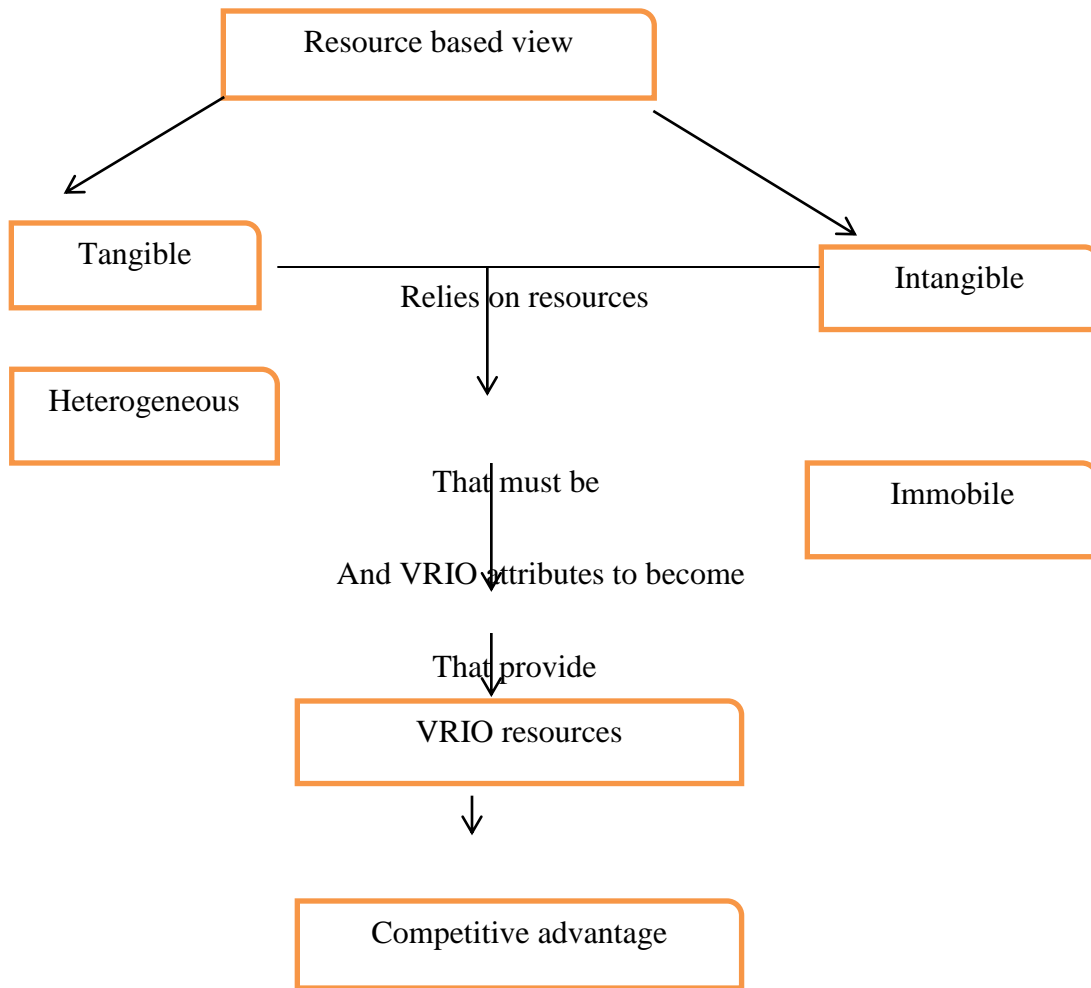 Resource based view
Tangible
Intangible
Relies on resources
Heterogeneous
That must be
Immobile
And VRIO attributes to become
That provide
VRIO resources
Competitive advantage